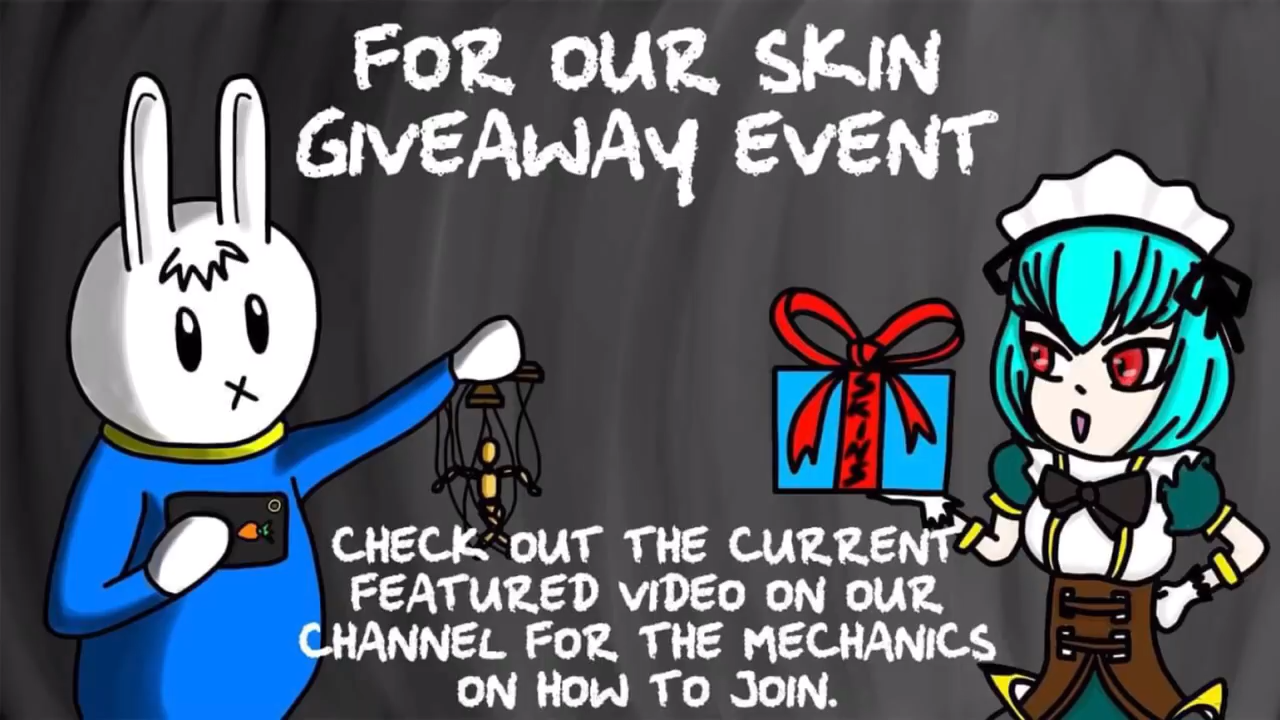 FOR OUR SKIN
GIVEAWAY EVENT
SKINS
CHECK OUT THE CURRENT
FEATURED VIDEO ON OUR
CHANNEL FOR THE MECHANICS
ON HOW TO JOIN.